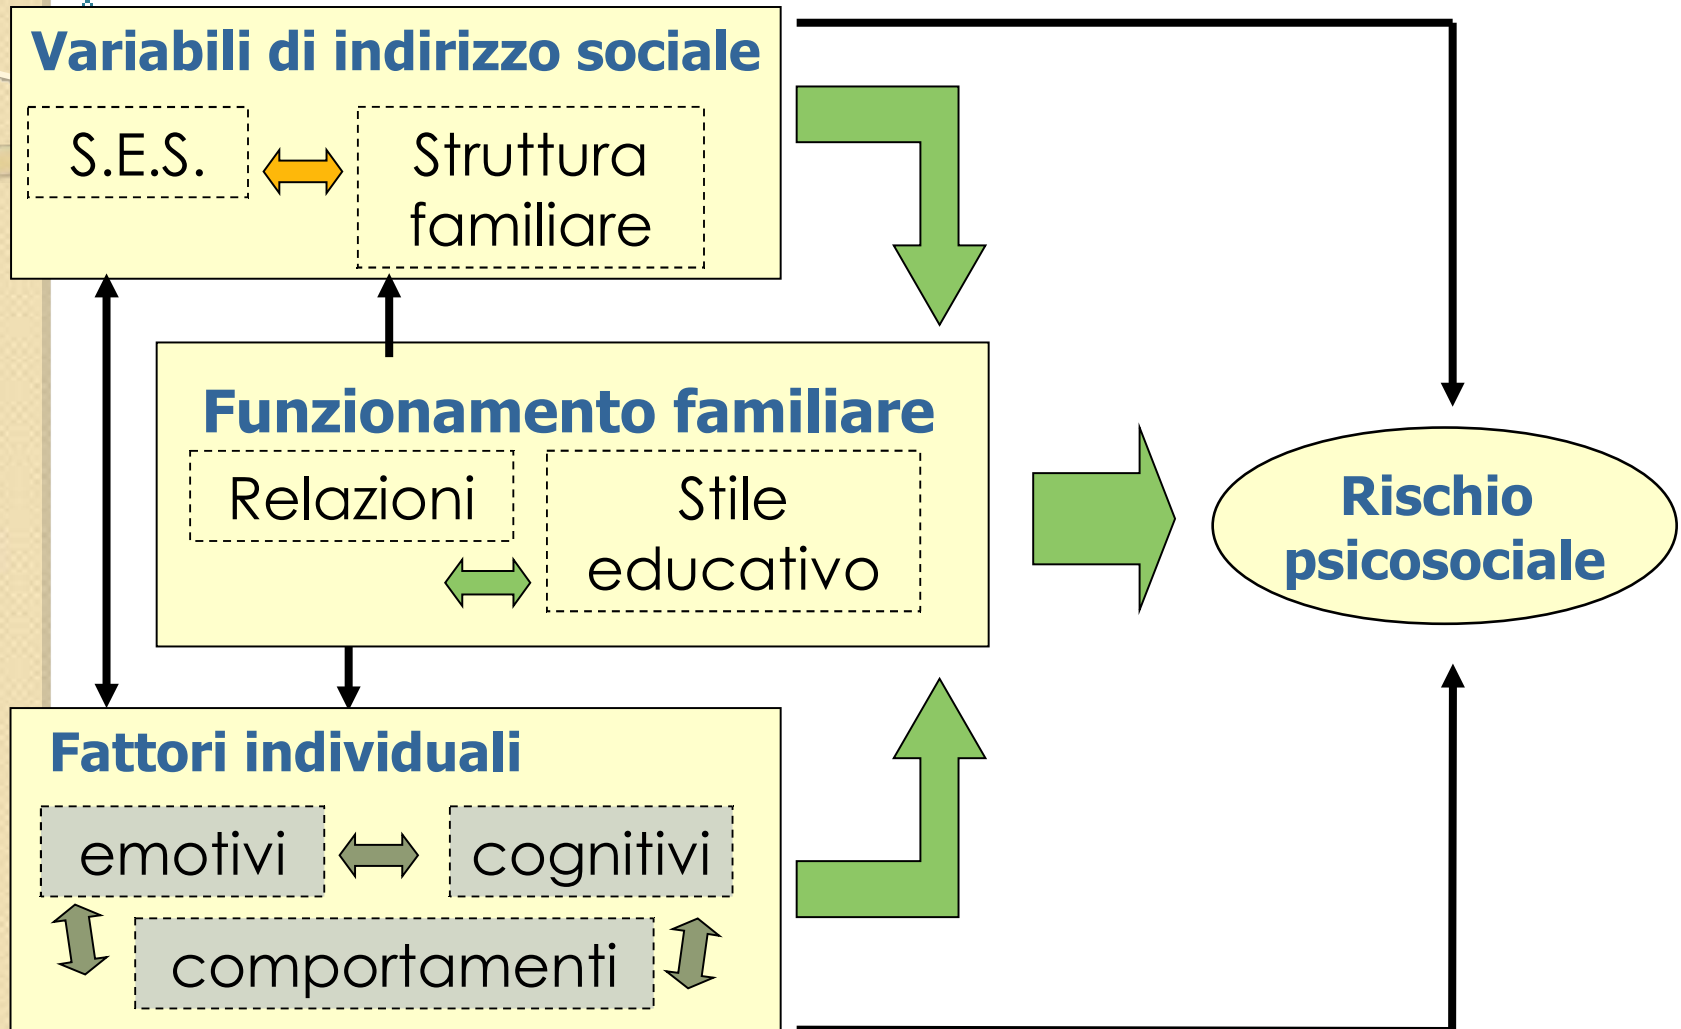 Variabili di indirizzo sociale
S.E.S.
Struttura
familiare
Funzionamento familiare
Relazioni
Stile
educativo
Rischio
psicosociale
Fattori individuali
emotivi
cognitivi
comportamenti